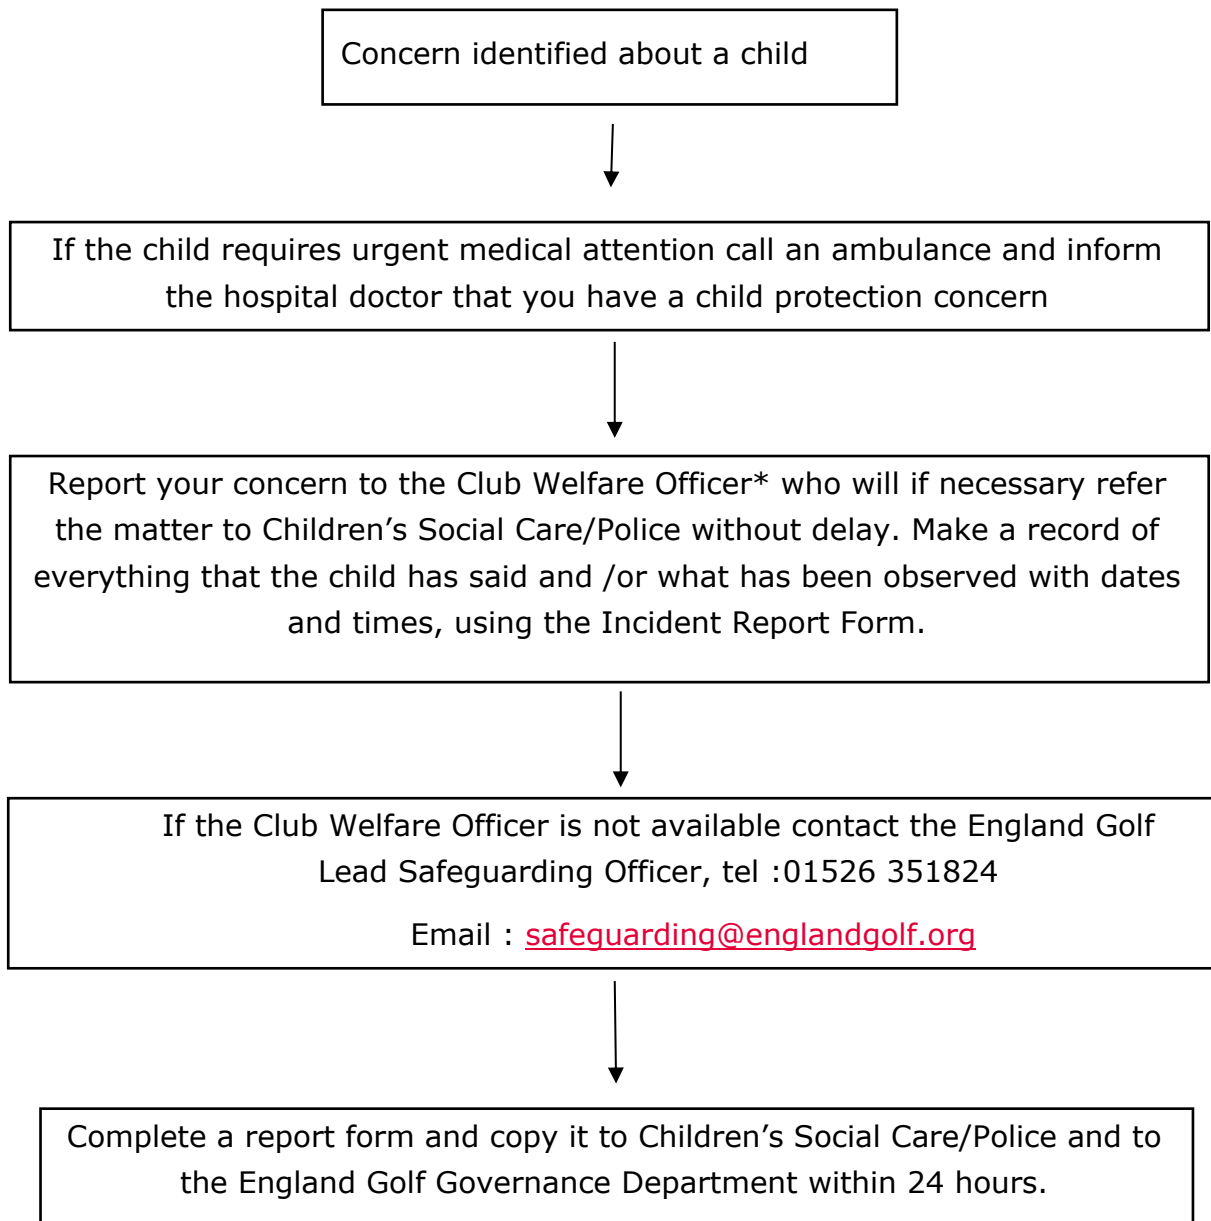 Concern identified about a child
If the child requires urgent medical attention call an ambulance and inform
the hospital doctor that you have a child protection concern
Report your concern to the Club Welfare Officer* who will if necessary refer
the matter to Children’s Social Care/Police without delay. Make a record of
everything that the child has said and /or what has been observed with dates
and times, using the Incident Report Form.
If the Club Welfare Officer is not available contact the England Golf
Lead Safeguarding Officer, tel :01526 351824
Email : safeguarding@englandgolf.org
Complete a report form and copy it to Children’s Social Care/Police and to
the England Golf Governance Department within 24 hours.